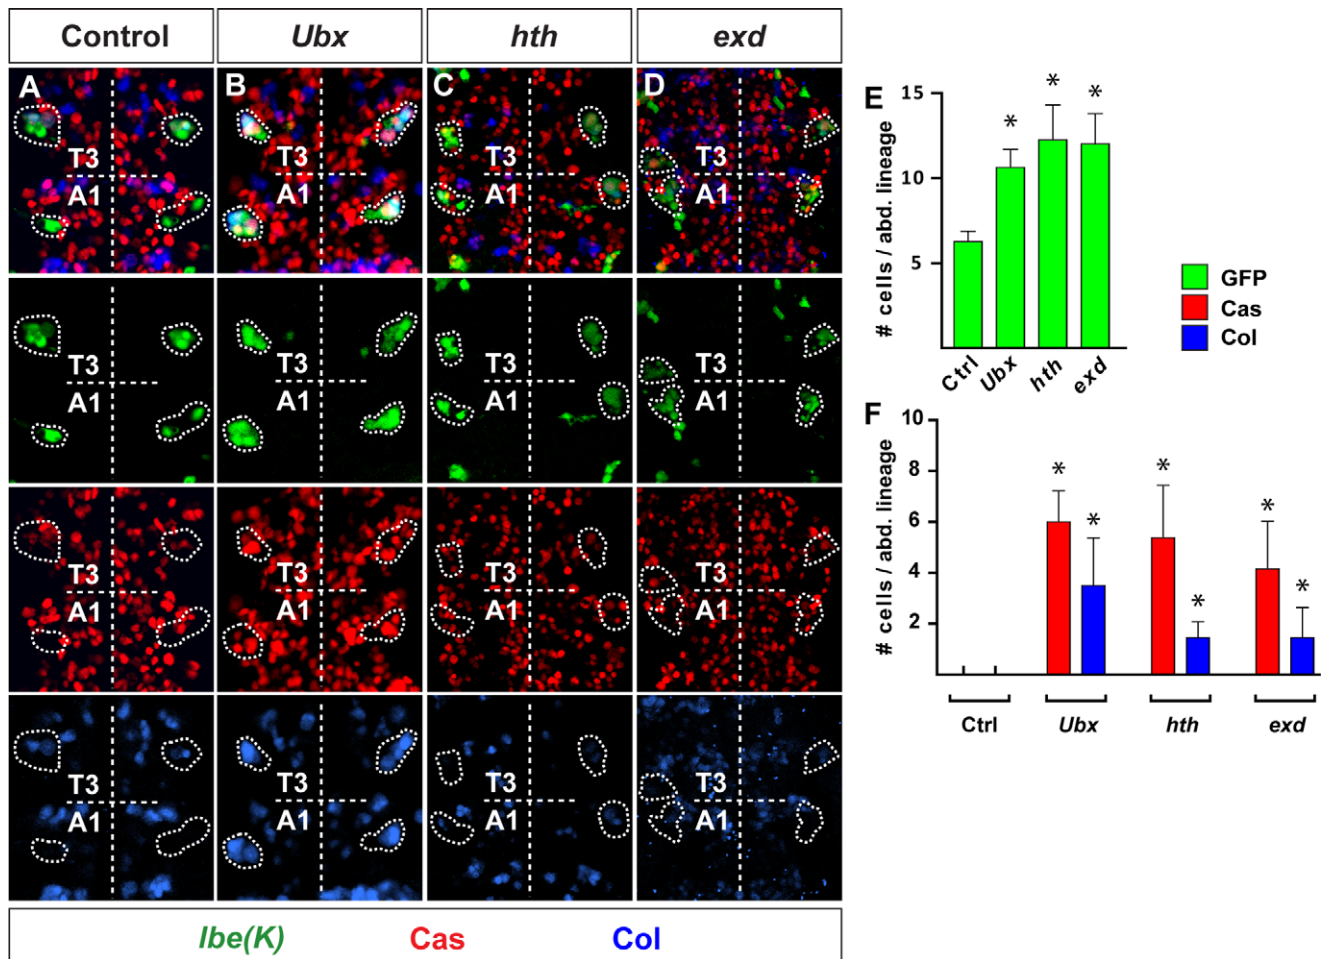 Control Ubx hth exd
A B C D
T3 T3 T3 T3
A1 A1 A1 A1
T3 T3 T3 T3
A1 A1 A1 A1
T3 T3 T3 T3
A1 A1 A1 A1
T3 T3 T3 T3
A1 A1 A1 A1
lbe(K) Cas Col
E
# cells / abd. lineage
15
10
5
* * *
Ctrl Ubx hth exd
GFP
Cas
Col
F
# cells / abd. lineage
10
8
6
4
2
* * * * * *
Ctrl Ubx hth exd